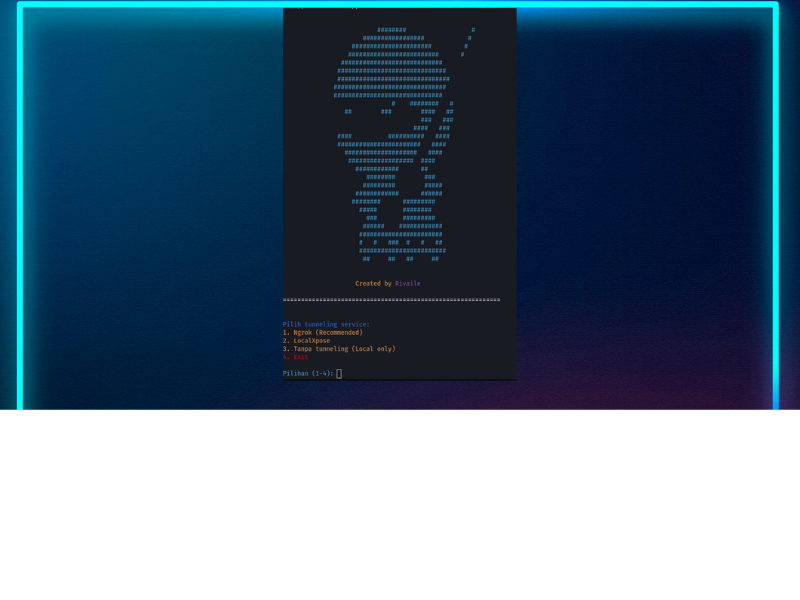 Created by Rivaile
============================================================
Pilih tunneling service:
1. Ngrok (Recommended)
2. LocalXpose
3. Tanpa tunneling (Local only)
4. Exit
Pilihan (1-4):